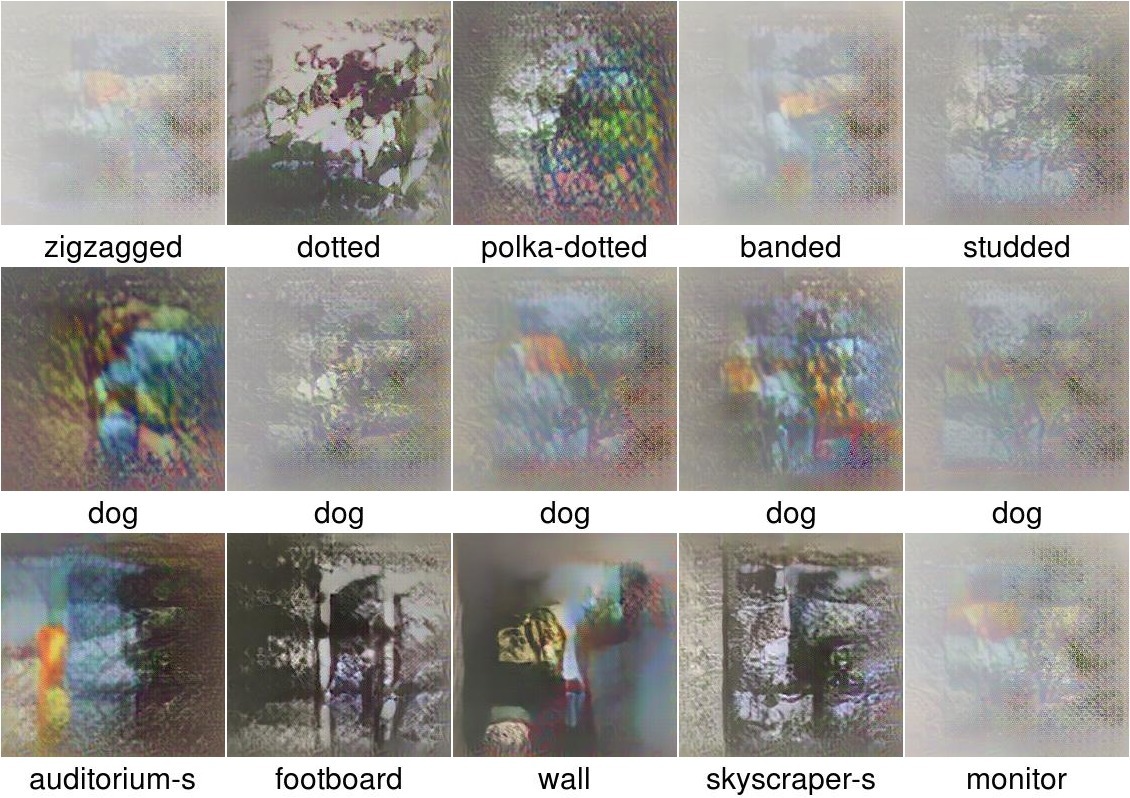 zigzagged dotted polka-dotted banded studded
dog dog dog dog dog
auditorium-s footboard wall skyscraper-s monitor